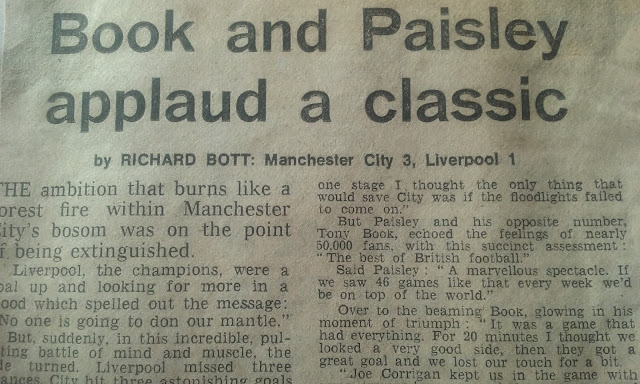 Book and Paisley
applaud a classic
by RICHARD BOTT: Manchester City 3, Liverpool 1
THE ambition that burns like a
orest fire within Manchester
ity's bosom was on the point
f being extinguished.
Liverpool, the champions, were a
oal up and looking for more in a
ood which spelled out the message:
No one is going to don our mantle."
But, suddenly, in this incredible, pul-
ting battle of mind and muscle, the
de turned. Liverpool missed three
ances. City hit three astonishing goals
one stage I thought the only thing that
would save City was if the floodlights failed
to come on."
But Paisley and his opposite number,
Tony Book, echoed the feelings of nearly
50,000 fans, with this succinct assessment:
"The best of British football."
Said Paisley: "A marvellous spectacle. If
we saw 46 games like that every week we'd
be on top of the world."
Over to the beaming Book, glowing in his
moment of triumph: "It was a game that
had everything. For 20 minutes I thought we
looked a very good side, then they got a
great goal and we lost our touch for a bit.
"Joe Corrigan kept us in the game with